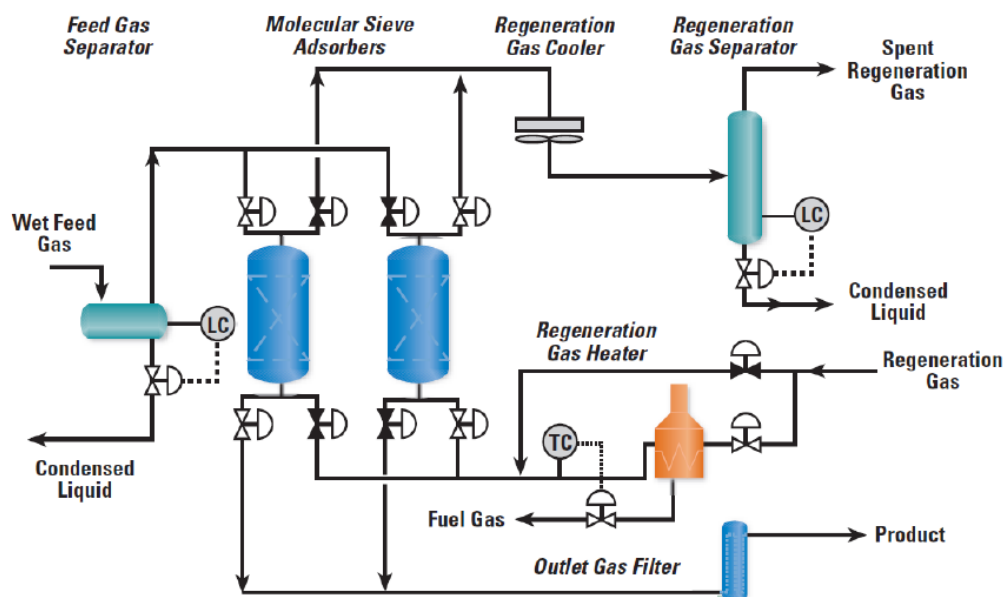 Feed Gas
Separator
Molecular Sieve
Adsorbers
Regeneration
Gas Cooler
Regeneration
Gas Separator
Spent
Regeneration
Gas
Wet Feed
Gas
LC
LC
Condensed
Liquid
Regeneration
Gas Heater
Regeneration
Gas
TC
Condensed
Liquid
Fuel Gas
Product
Outlet Gas Filter